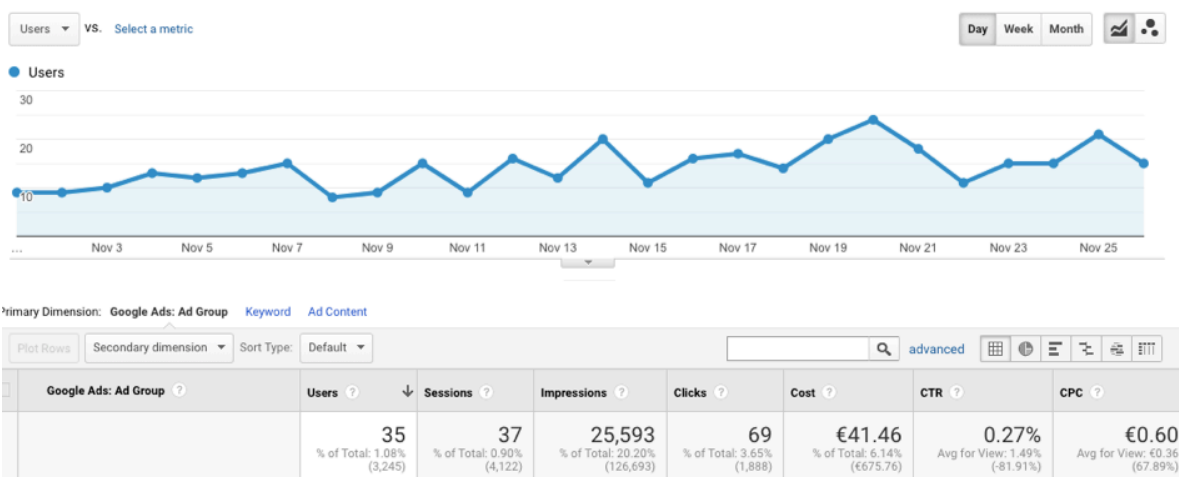 Users VS. Select a metric Day Week Month
Users
30
20
10
... Nov 3 Nov 5 Nov 7 Nov 9 Nov 11 Nov 13 Nov 15 Nov 17 Nov 19 Nov 21 Nov 23 Nov 25
Primary Dimension: Google Ads: Ad Group Keyword Ad Content
Plot Rows Secondary dimension Sort Type: Default advanced
Google Ads: Ad Group ? Users ? Sessions ? Impressions ? Clicks ? Cost ? CTR ? CPC ?
35 37 25,593 69 €41.46 0.27% €0.60
% of Total: 1.08% % of Total: 0.90% % of Total: 20.20% % of Total: 3.65% % of Total: 6.14% Avg for View: 1.49% Avg for View: €0.36
(3,245) (4,122) (126,693) (1,888) (€675.76) (-81.91%) (67.89%)